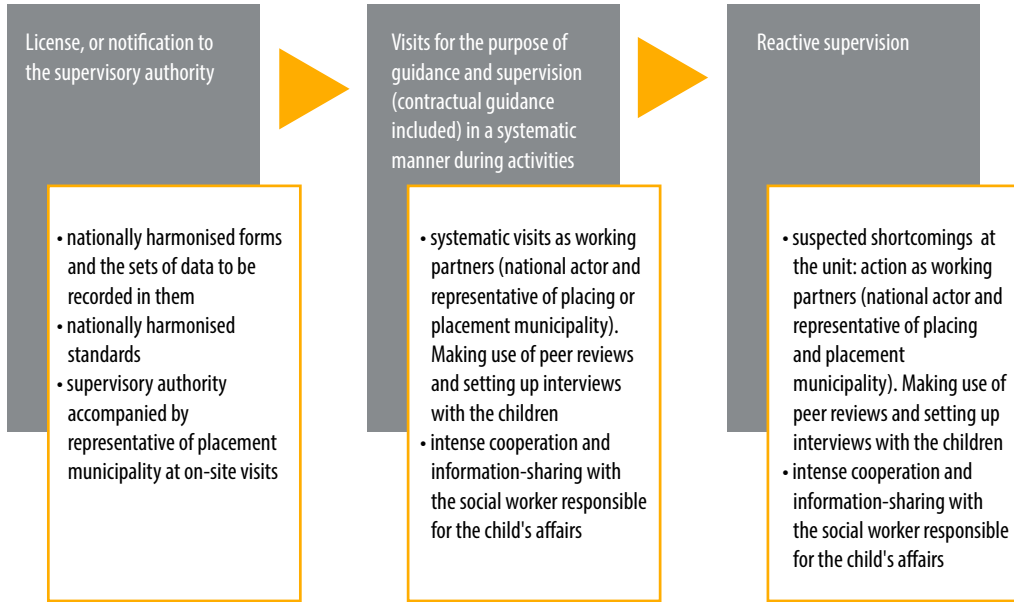 License, or notification to
the supervisory authority
• nationally harmonised forms
and the sets of data to be
recorded in them
• nationally harmonised
standards
• supervisory authority
accompanied by
representative of placement
municipality at on-site visits
Visits for the purpose of
guidance and supervision
(contractual guidance
included) in a systematic
manner during activities
• systematic visits as working
partners (national actor and
representative of placing or
placement municipality).
Making use of peer reviews
and setting up interviews
with the children
• intense cooperation and
information-sharing with
the social worker responsible
for the child's affairs
Reactive supervision
• suspected shortcomings at
the unit: action as working
partners (national actor and
representative of placing
and placement
municipality). Making use of
peer reviews and setting up
interviews with the children
• intense cooperation and
information-sharing with
the social worker responsible
for the child's affairs